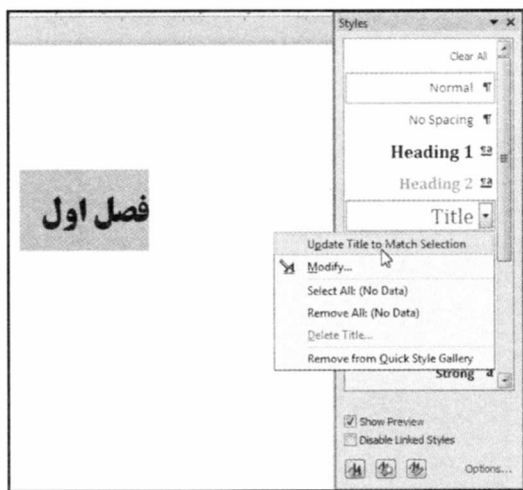 Styles
Clear All
Normal
No Spacing
Heading 1
Heading 2
Title
فصل اول
Update Title to Match Selection
Modify...
Select All: (No Data)
Remove All: (No Data)
Delete Title...
Remove from Quick Style Gallery
Strong a
Show Preview
Disable Linked Styles
Options...